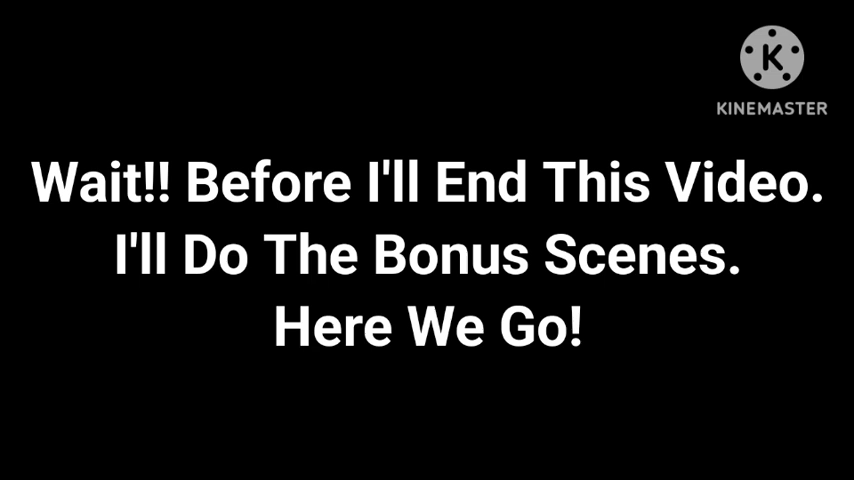 K
KINEMASTER
Wait!! Before I'll End This Video.
I'll Do The Bonus Scenes.
Here We Go!